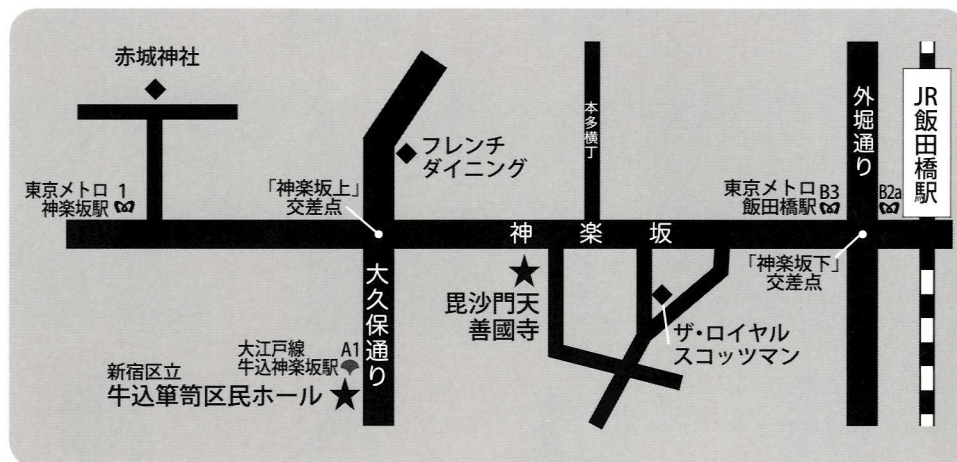 赤城神社
東京メトロ 1
神楽坂駅
「神楽坂上」
交差点
フレンチ
ダイニング
本多横丁
外堀通り
JR飯田橋駅
東京メトロ B3
飯田橋駅
B2a
神楽坂
「神楽坂下」
交差点
大久保通り
毘沙門天
善國寺
ザ・ロイヤル
スコッツマン
大江戸線 A1
牛込神楽坂駅
新宿区立
牛込箪笥区民ホール